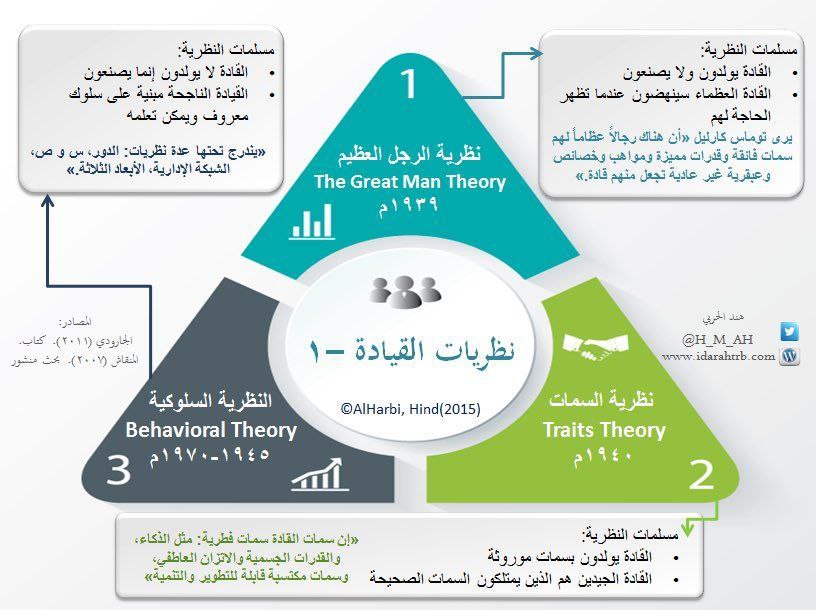 مسلمات النظرية:
• القادة يولدون ولا يصنعون
• القادة العظماء سينهضون عندما تظهر
الحاجة لهم
يرى توماس كارليل «أن هناك رجالاً عظاماً لهم
سمات فائقة وقدرات مميزة ومواهب وخصائص
وعبقرية غير عادية تجعل منهم قادة.»
مسلمات النظرية:
• القادة لا يولدون إنما يصنعون
• القيادة الناجحة مبنية على سلوك
معروف ويمكن تعلمه
«يندرج تحتها عدة نظريات: الدور، س و ص،
الشبكة الإدارية، الأبعاد الثلاثة.»
1
نظرية الرجل العظيم
The Great Man Theory
١٩٣٩م
هند الحربي
@H_M_AH
www.idarahtrb.com
المصادر:
الجارودي (٢٠١١). كتاب.
المنقاش (٢٠٠٧). بحث منشور
نظريات القيادة –١
©AlHarbi, Hind(2015)
نظرية السمات
Traits Theory
١٩٤٠م
2
النظرية السلوكية
Behavioral Theory
١٩٤٥-١٩٧٠م
3
مسلمات النظرية:
• القادة يولدون بسمات موروثة
• القادة الجيدين هم الذين يمتلكون السمات الصحيحة
«إن سمات القادة سمات فطرية: مثل الذكاء،
والقدرات الجسمية والاتزان العاطفي،
وسمات مكتسبة قابلة للتطوير والتنمية»